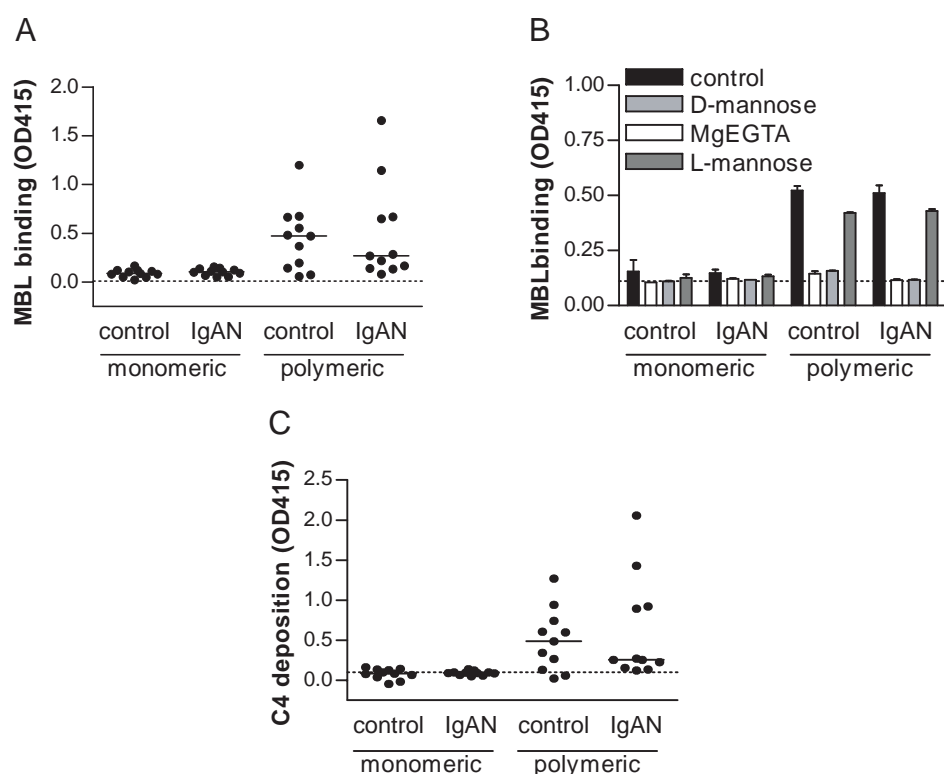 A
MBL binding (OD415)
2.0
1.5
1.0
0.5
0.0
control IgAN control IgAN
monomeric polymeric
B
MBLbinding (OD415)
1.00
0.75
0.50
0.25
0.00
control
D-mannose
MgEGTA
L-mannose
control IgAN control IgAN
monomeric polymeric
C
C4 deposition (OD415)
2.5
2.0
1.5
1.0
0.5
0.0
control IgAN control IgAN
monomeric polymeric